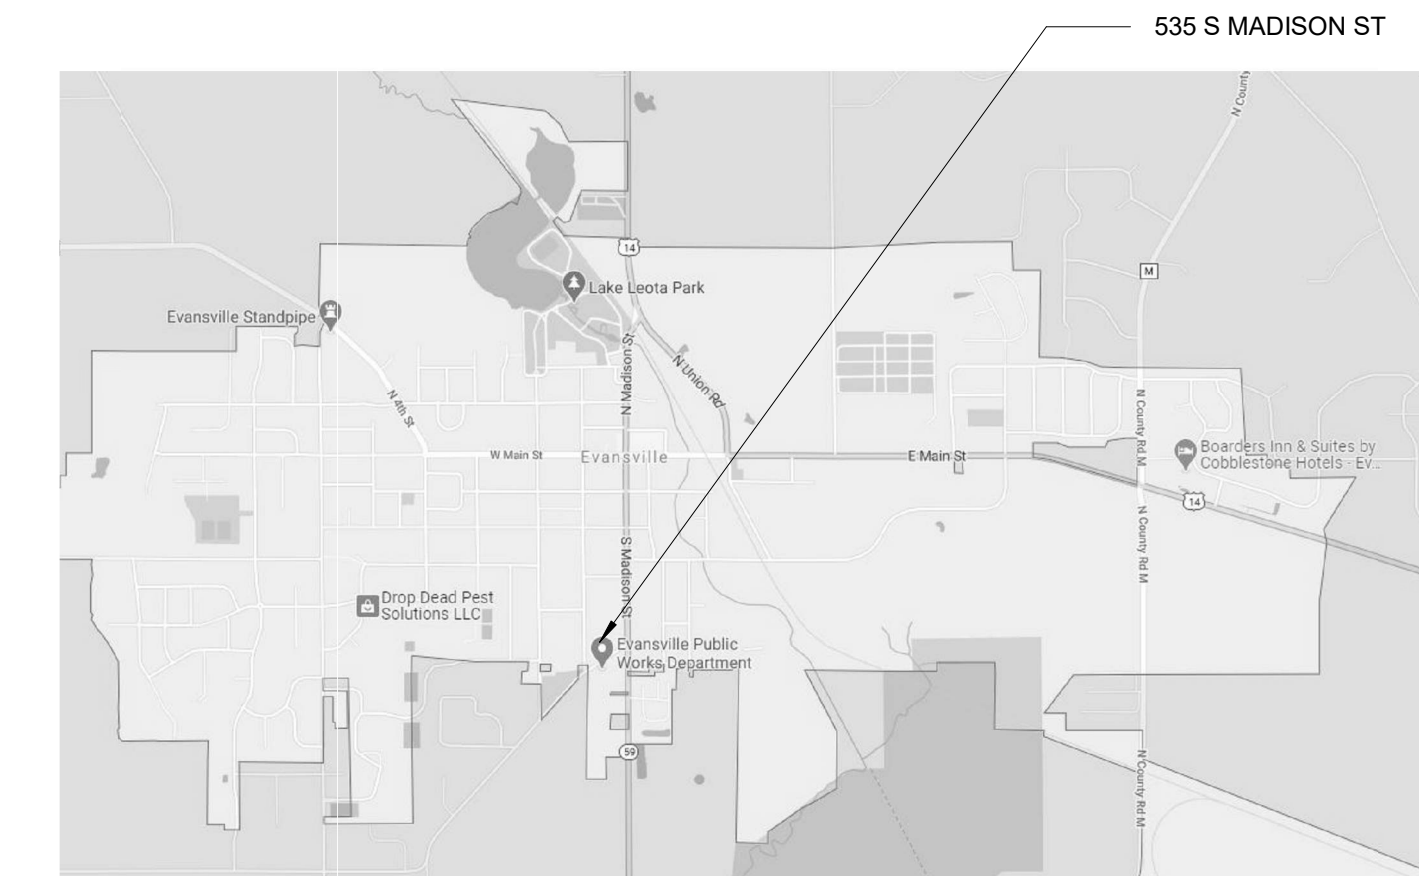 535 S MADISON ST
N County
14
M
Lake Leota Park
Evansville Standpipe
N Madison St
N Union Rd
N 4th St
N County Rd M
W Main St
Evansville
E Main St
Boarders Inn & Suites by
Cobblestone Hotels - Ev...
14
N County Rd M
S Madison St
Drop Dead Pest
Solutions LLC
Evansville Public
Works Department
59
N County Rd M